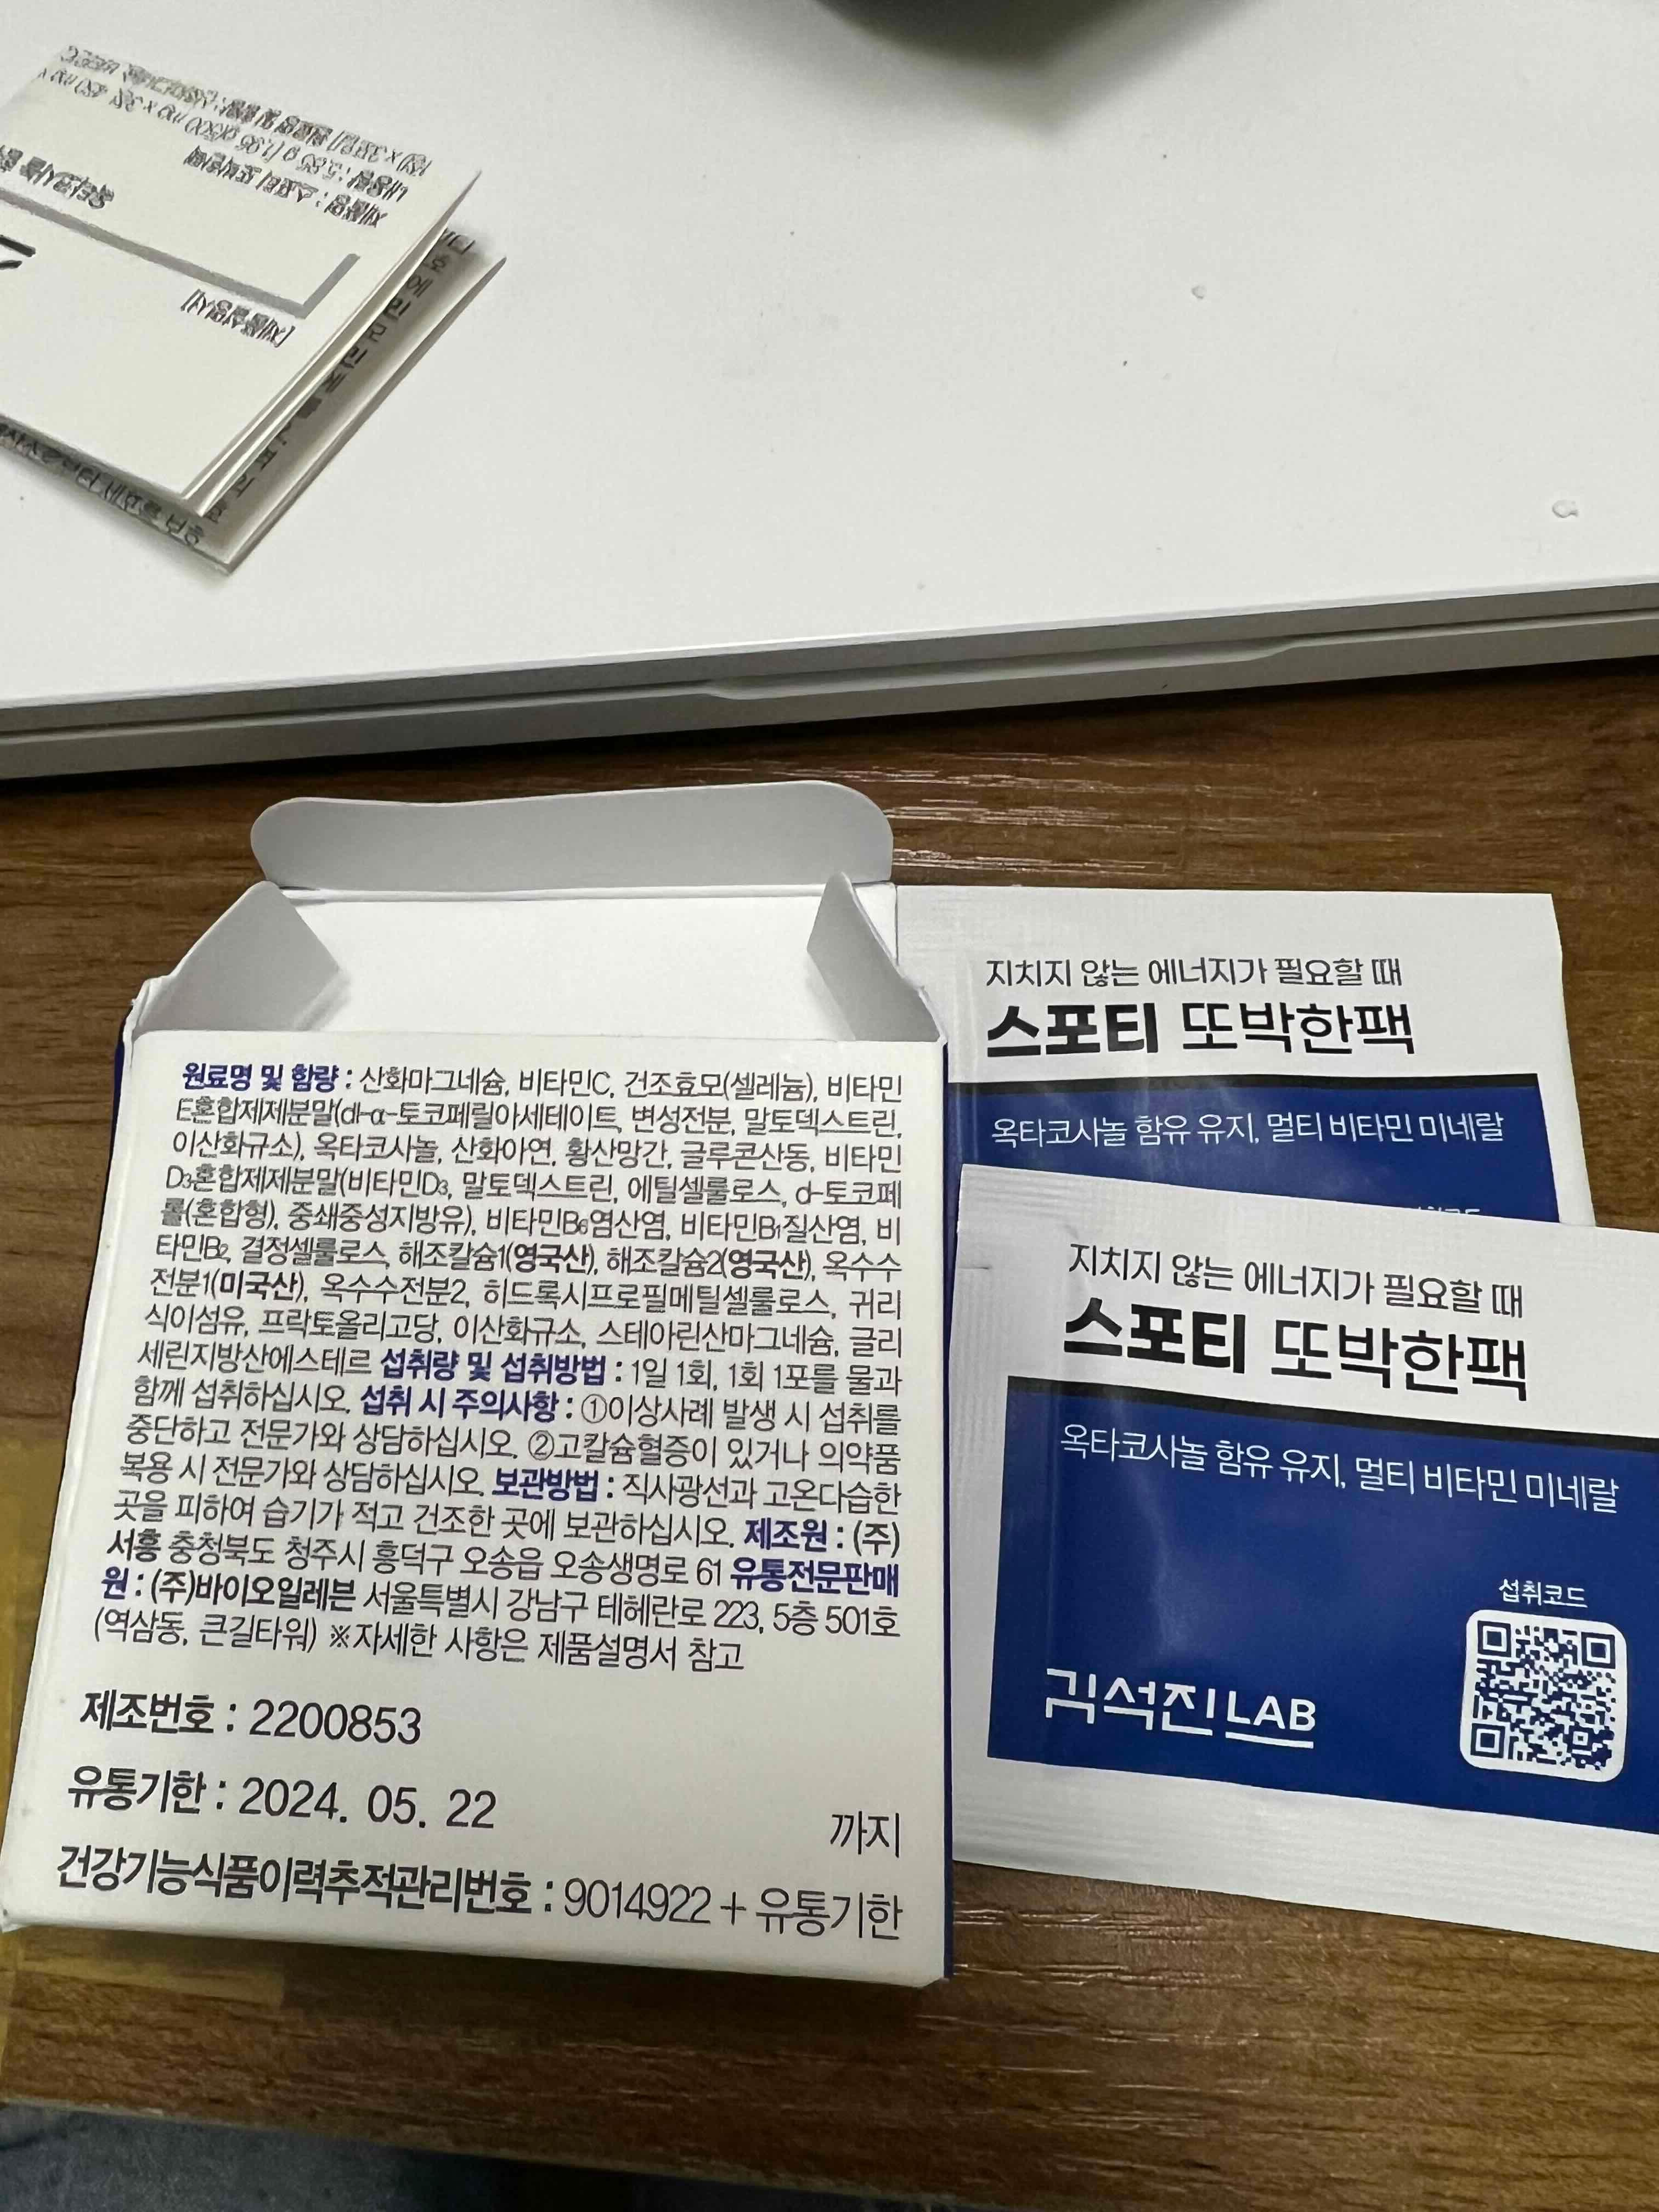 [제품설명서]
제품명 : 스포티 또박한팩
원료명 및 함량 : 산화마그네슘, 비타민C, 건조효모(셀레늄), 비타민
E혼합제제분말(dl-α-토코페릴아세테이트, 변성전분, 말토덱스트린,
이산화규소), 옥타코사놀, 산화아연, 황산망간, 글루콘산동, 비타민
D3혼합제제분말(비타민D3, 말토덱스트린, 에틸셀룰로스, d-토코페
롤(혼합형), 중쇄중성지방유), 비타민B6염산염, 비타민B1질산염, 비
타민B2, 결정셀룰로스, 해조칼슘1(영국산), 해조칼슘2(영국산), 옥수수
전분1(미국산), 옥수수전분2, 히드록시프로필메틸셀룰로스, 귀리
식이섬유, 프락토올리고당, 이산화규소, 스테아린산마그네슘, 글리
세린지방산에스테르 섭취량 및 섭취방법 : 1일 1회, 1회 1포를 물과
함께 섭취하십시오. 섭취 시 주의사항 : ①이상사례 발생 시 섭취를
중단하고 전문가와 상담하십시오. ②고칼슘혈증이 있거나 의약품
복용 시 전문가와 상담하십시오. 보관방법 : 직사광선과 고온다습한
곳을 피하여 습기가 적고 건조한 곳에 보관하십시오. 제조원 : (주)
서흥 충청북도 청주시 흥덕구 오송읍 오송생명로 61 유통전문판매
원 : (주)바이오일레븐 서울특별시 강남구 테헤란로 223, 5층 501호
(역삼동, 큰길타워) ※자세한 사항은 제품설명서 참고
제조번호 : 2200853
유통기한 : 2024. 05. 22 까지
건강기능식품이력추적관리번호 : 9014922 + 유통기한
지치지 않는 에너지가 필요할 때
스포티 또박한팩
옥타코사놀 함유 유지, 멀티 비타민 미네랄
지치지 않는 에너지가 필요할 때
스포티 또박한팩
옥타코사놀 함유 유지, 멀티 비타민 미네랄
섭취코드
김석진LAB